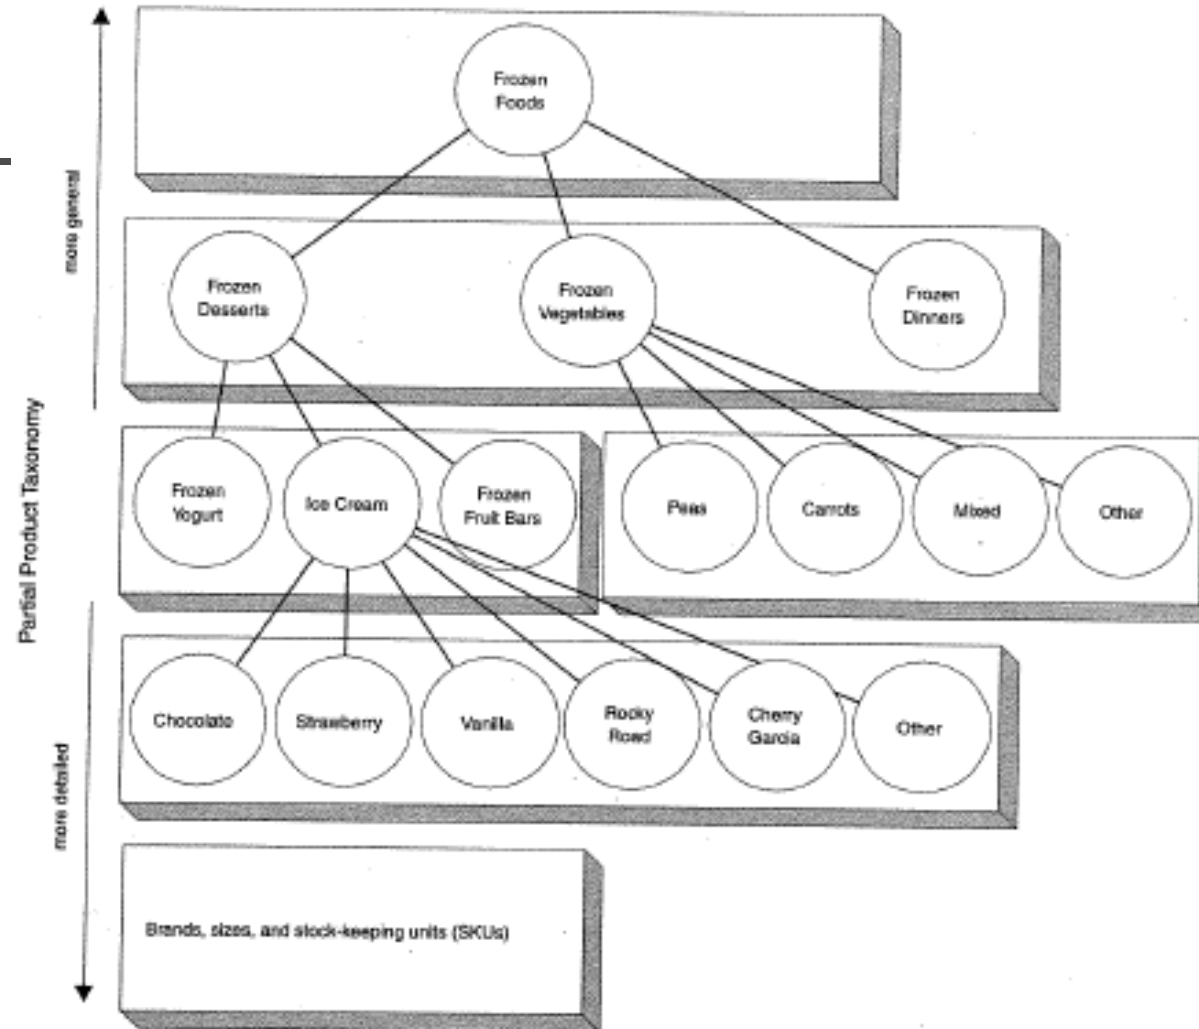 Frozen
Foods
more general
Frozen
Desserts
Frozen
Vegetables
Frozen
Dinners
Partial Product Taxomomy
Frozen
Yogurt
Ice Cream
Frozen
Fruit Bars
Peas
Carrots
Mixed
Other
Chocolate
Strawberry
Vanilla
Rocky
Road
Cherry
Garcia
Other
more detailed
Brands, sizes, and stock-keeping units (SKUs)